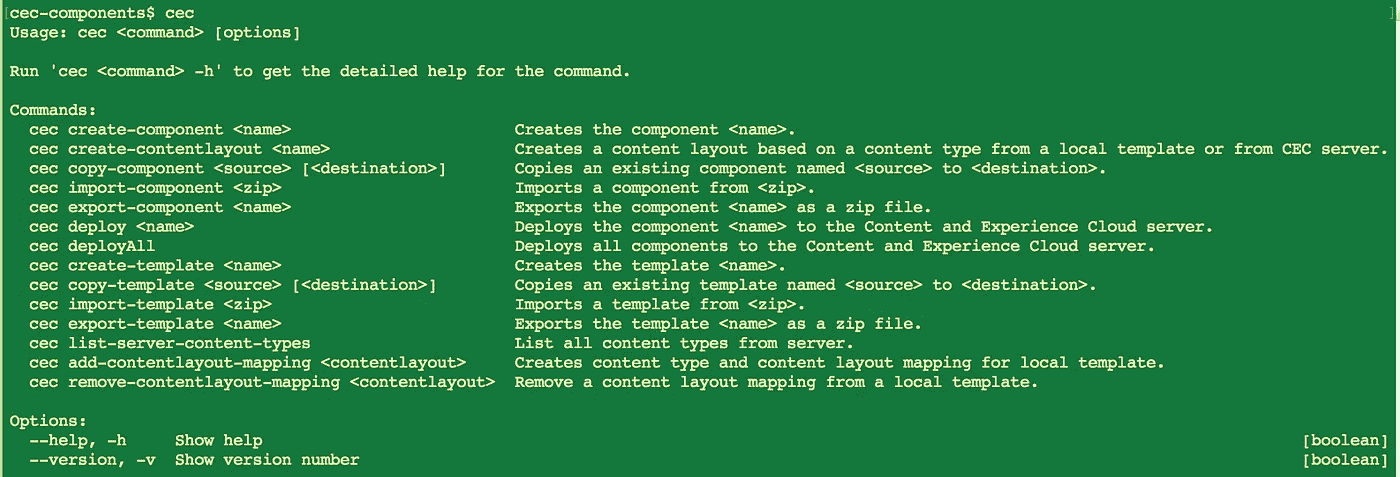 [cec-components$ cec ]
Usage: cec <command> [options]
Run 'cec <command> -h' to get the detailed help for the command.
Commands:
cec create-component <name> Creates the component <name>.
cec create-contentlayout <name> Creates a content layout based on a content type from a local template or from CEC server.
cec copy-component <source> [<destination>] Copies an existing component named <source> to <destination>.
cec import-component <zip> Imports a component from <zip>.
cec export-component <name> Exports the component <name> as a zip file.
cec deploy <name> Deploys the component <name> to the Content and Experience Cloud server.
cec deployAll Deploys all components to the Content and Experience Cloud server.
cec create-template <name> Creates the template <name>.
cec copy-template <source> [<destination>] Copies an existing template named <source> to <destination>.
cec import-template <zip> Imports a template from <zip>.
cec export-template <name> Exports the template <name> as a zip file.
cec list-server-content-types List all content types from server.
cec add-contentlayout-mapping <contentlayout> Creates content type and content layout mapping for local template.
cec remove-contentlayout-mapping <contentlayout> Remove a content layout mapping from a local template.
Options:
--help, -h Show help [boolean]
--version, -v Show version number [boolean]